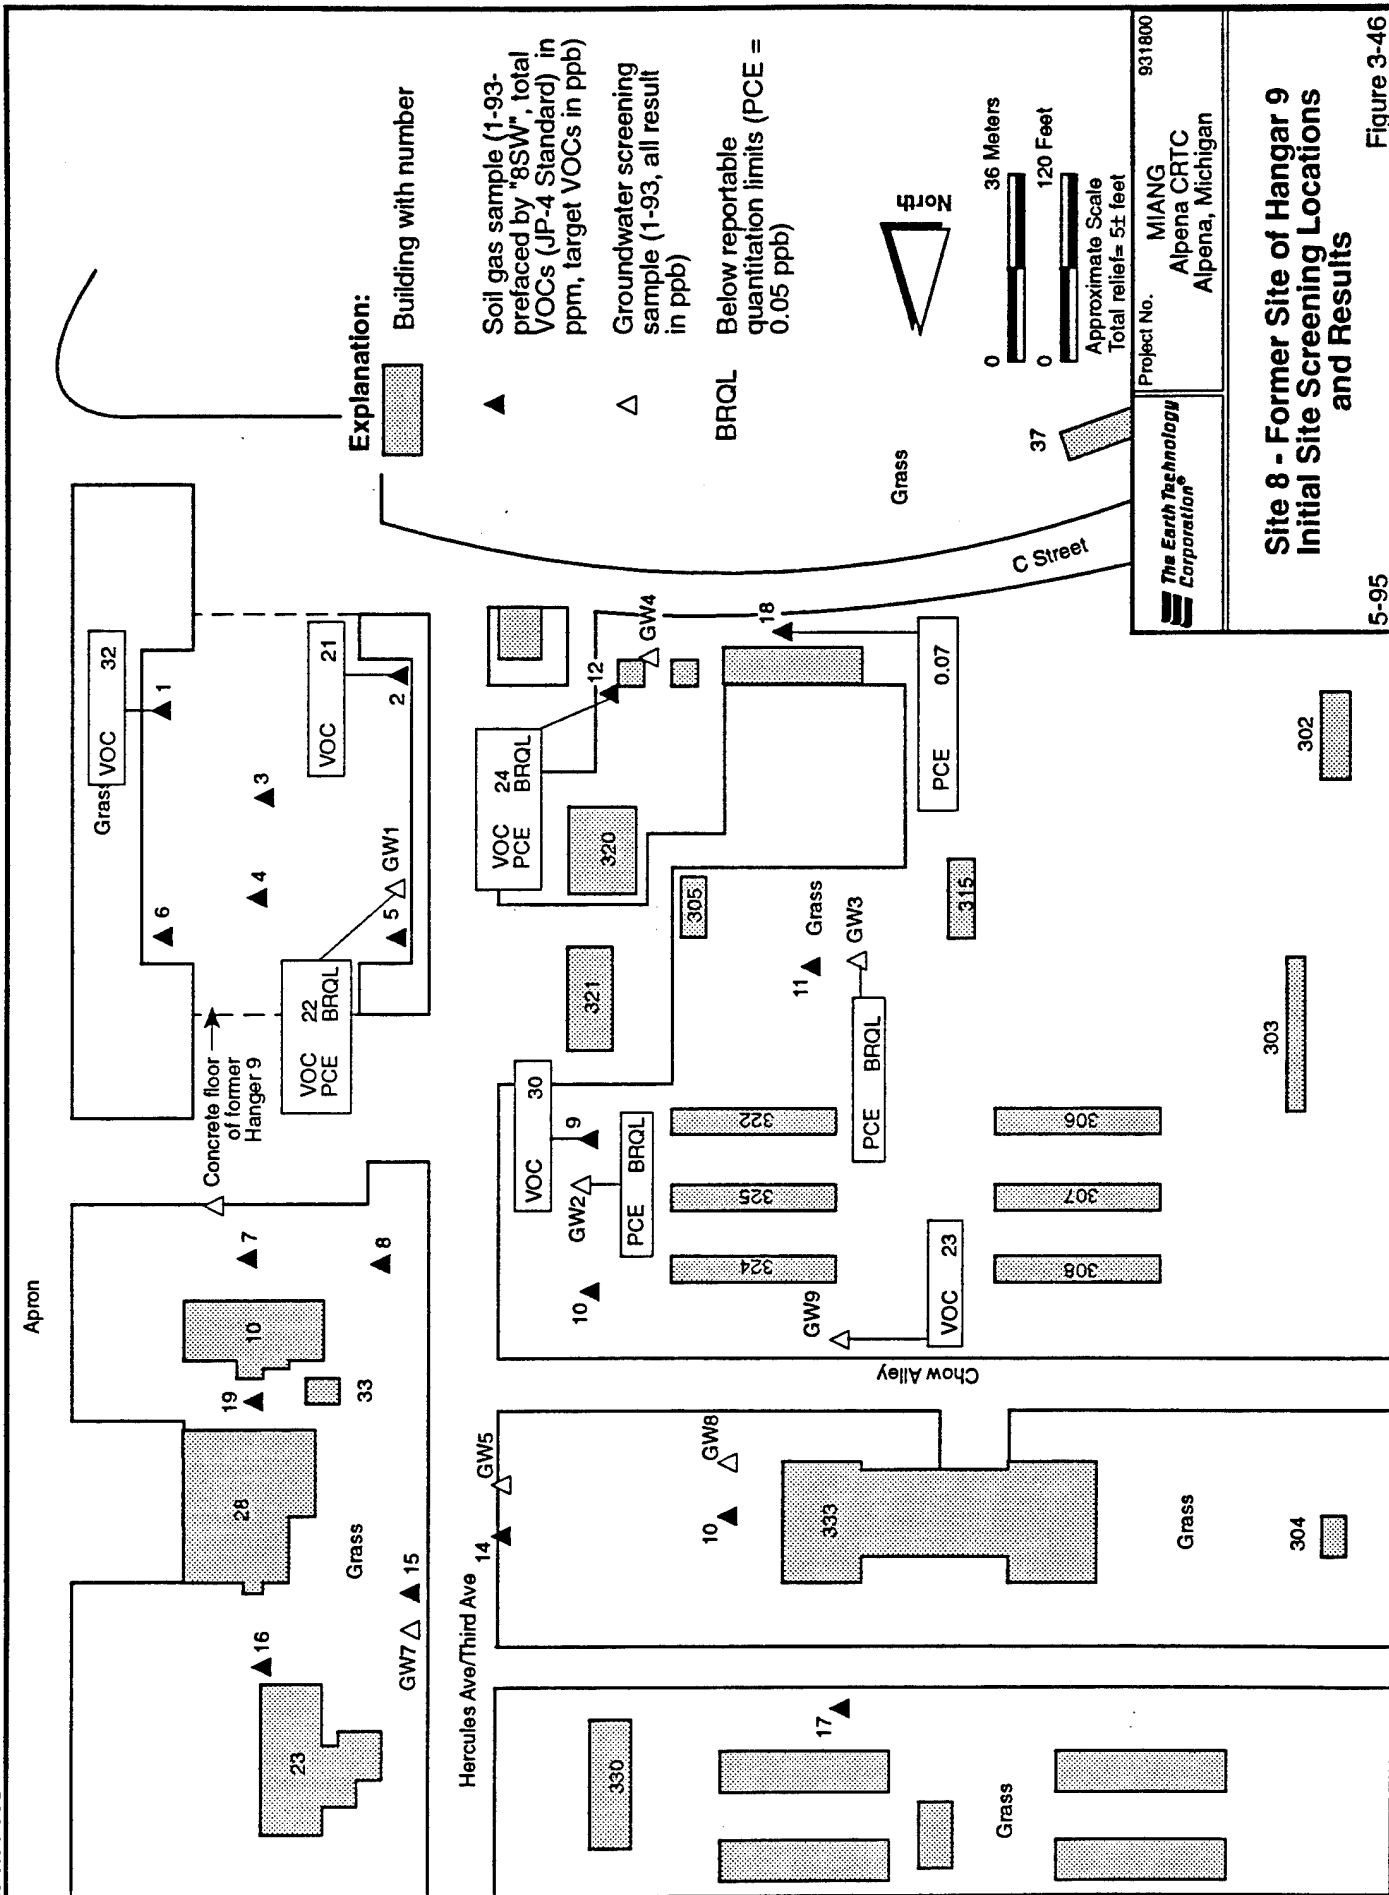 Apron
Grass
VOC 32
1
6
4
3
VOC 21
2
5
GW1
VOC 22
PCE BRQL
Concrete floor
of former
Hanger 9
7
8
10
19
33
28
Grass
16
15
GW7
23
Hercules Ave/Third Ave
14
GW5
10
GW8
333
Grass
304
330
17
Grass
Chow Alley
VOC 30
9
GW2
PCE BRQL
10
324
325
322
GW9
VOC 23
308
307
306
321
320
305
VOC 24
PCE BRQL
12
GW4
18
PCE 0.07
11
Grass
GW3
PCE BRQL
315
303
302
C Street
Grass
37
Explanation:
Building with number
Soil gas sample (1-93-
prefaced by "8SW", total
VOCs (JP-4 Standard) in
ppm, target VOCs in ppb)
Groundwater screening
sample (1-93, all result
in ppb)
BRQL Below reportable
quantitation limits (PCE =
0.05 ppb)
North
0 36 Meters
0 120 Feet
Approximate Scale
Total relief= 5± feet
The Earth Technology
Corporation®
Project No. 931800
MIANG
Alpena CRTC
Alpena, Michigan
Site 8 - Former Site of Hangar 9
Initial Site Screening Locations
and Results
5-95
Figure 3-46